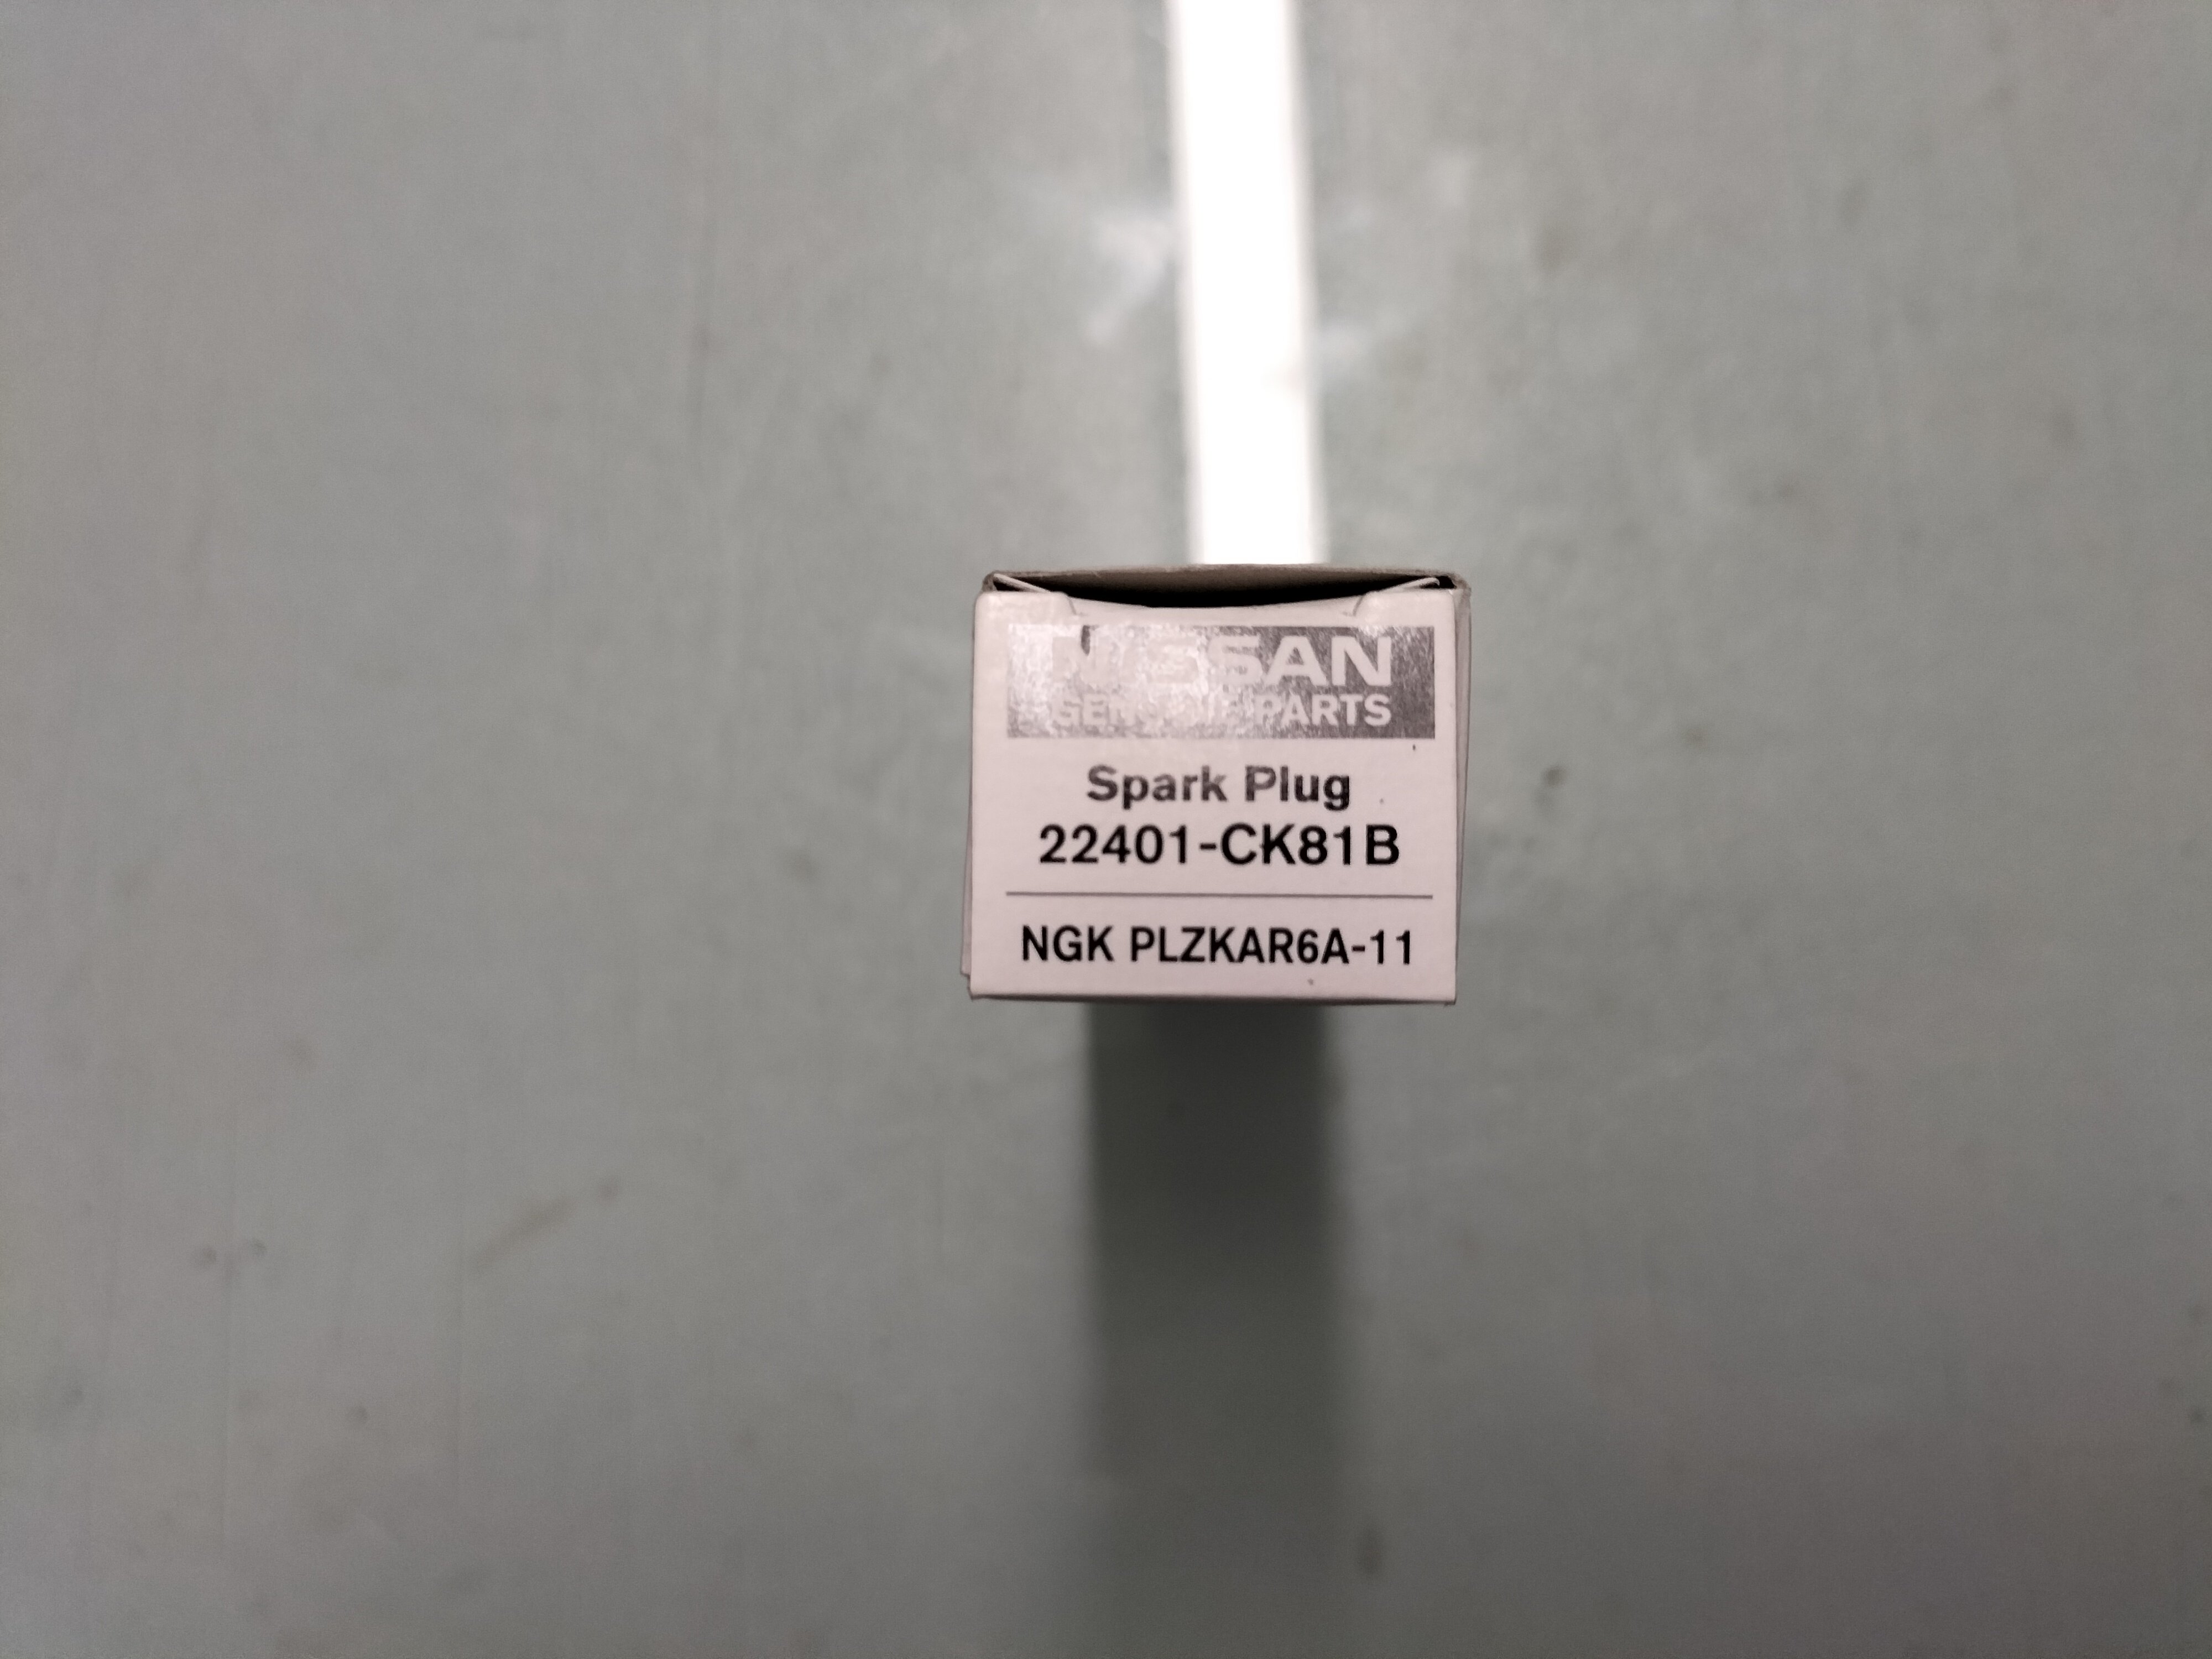 NISSAN
GENUINE PARTS
Spark Plug
22401-CK81B
NGK PLZKAR6A-11